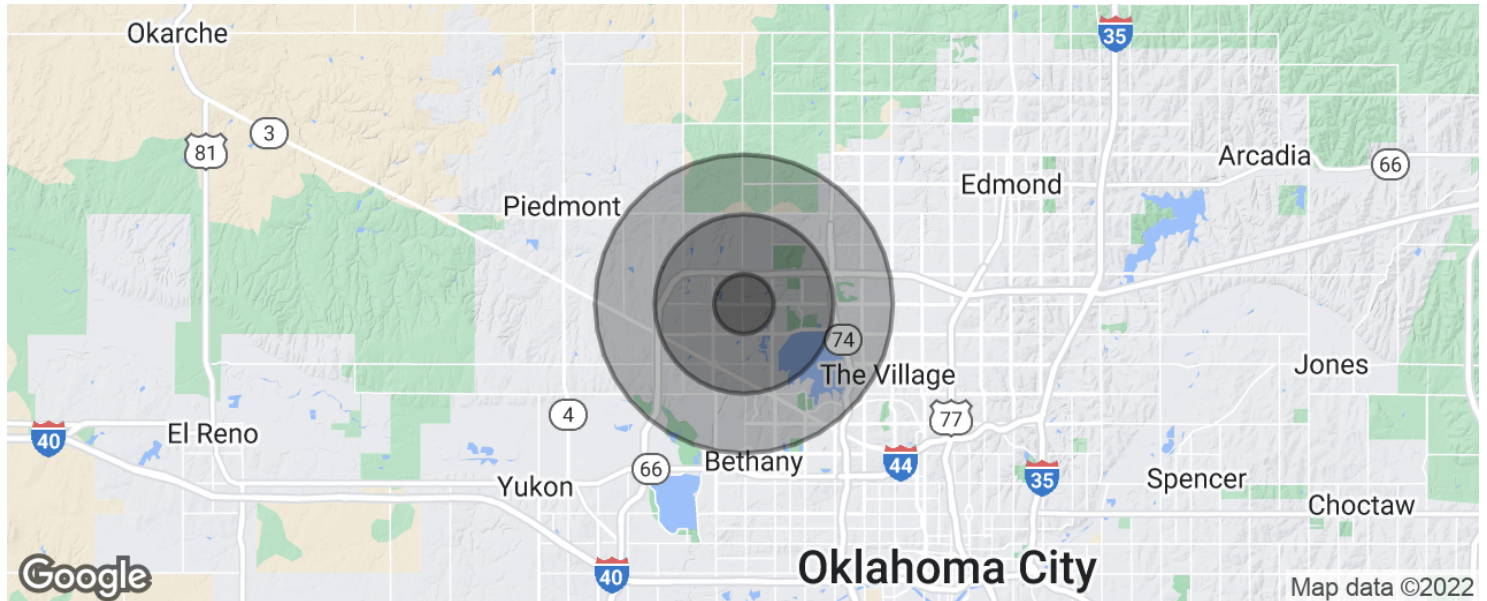 Okarche
35
3
81
Arcadia
66
Edmond
Piedmont
74
Jones
The Village
4
77
40
El Reno
66
Bethany
44
35
Spencer
Yukon
Choctaw
40
Oklahoma City
Google
Map data ©2022